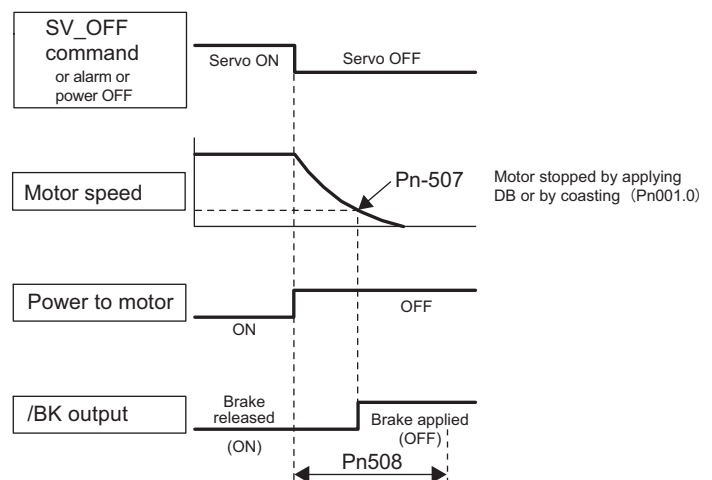 SV_OFF
command
or alarm or
power OFF
Servo ON
Servo OFF
Motor speed
Pn-507
Motor stopped by applying
DB or by coasting (Pn001.0)
Power to motor
ON
OFF
/BK output
Brake
released
(ON)
Brake applied
(OFF)
Pn508